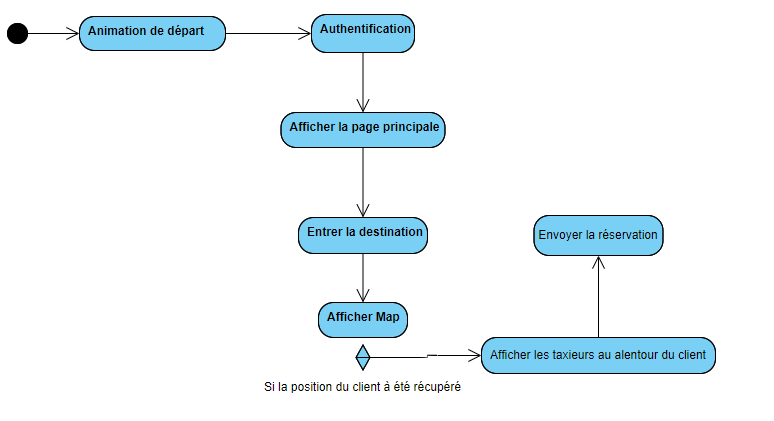 Animation de départ
Authentification
Afficher la page principale
Entrer la destination
Envoyer la réservation
Afficher Map
Afficher les taxieurs au alentour du client
Si la position du client à été récupéré